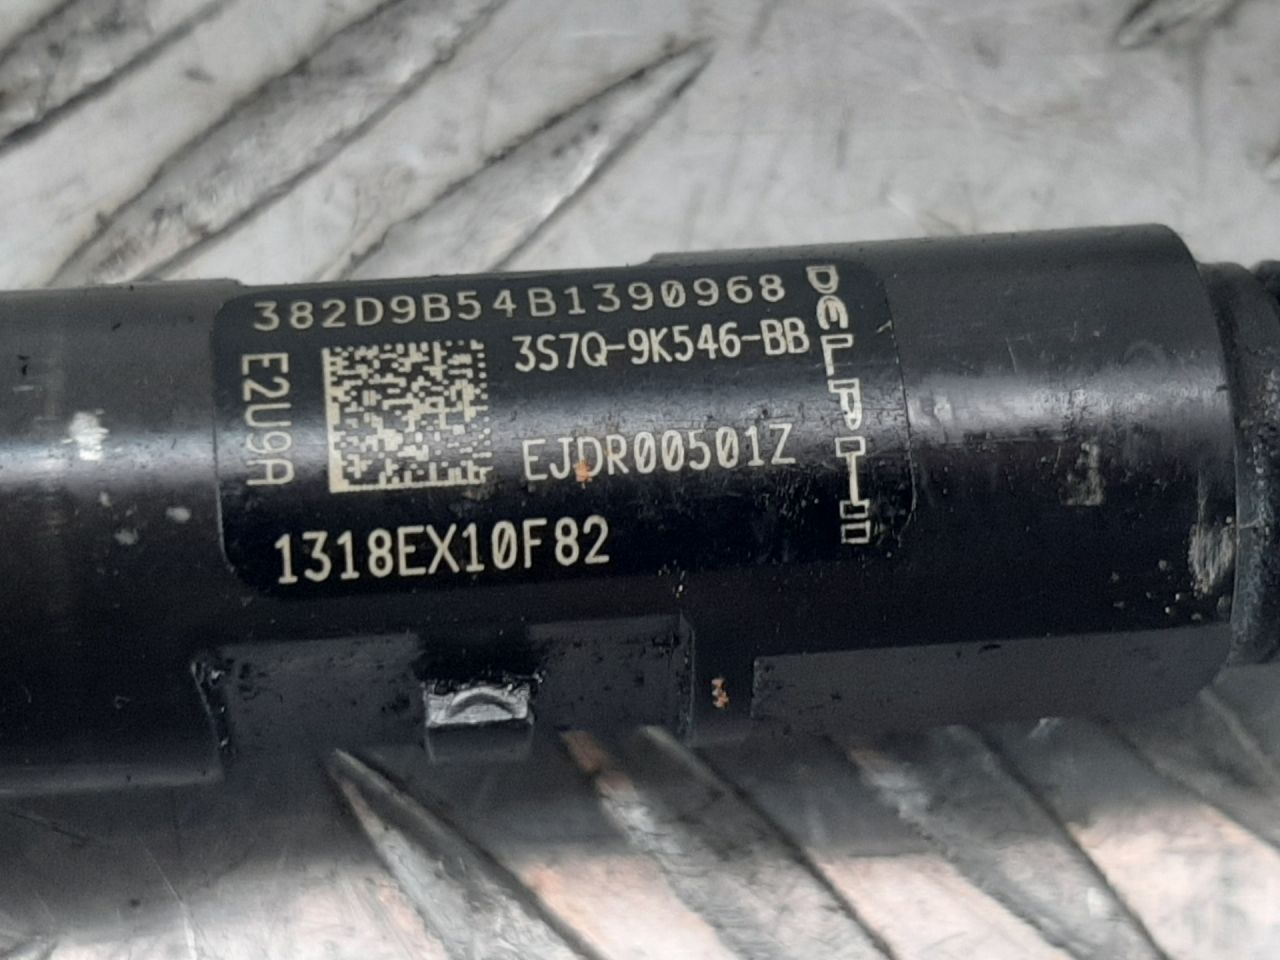 382D9B54B1390968
3S7Q-9K546-BB
E2U9A
EJDR00501Z
1318EX10F82
DELPHI